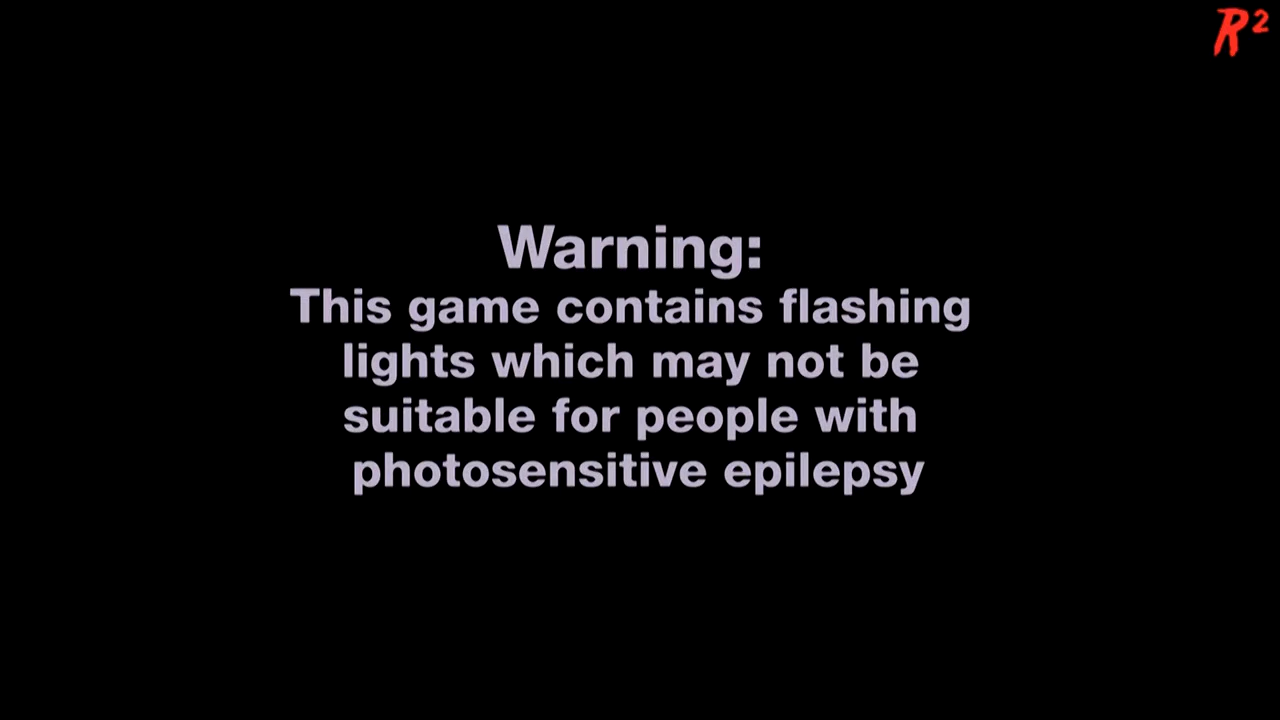 R²
Warning:
This game contains flashing
lights which may not be
suitable for people with
photosensitive epilepsy